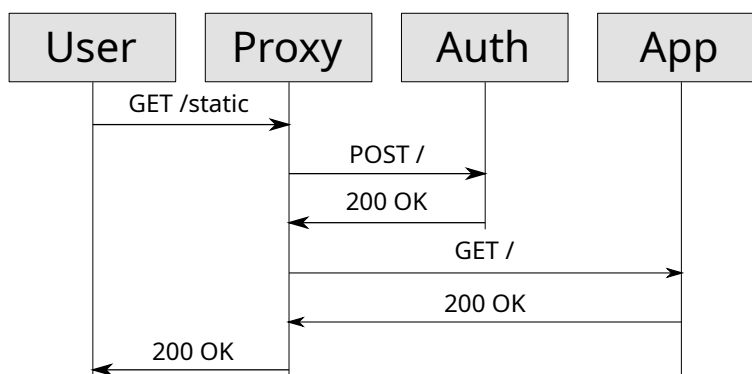 User
Proxy
Auth
App
GET /static
POST /
200 OK
GET /
200 OK
200 OK